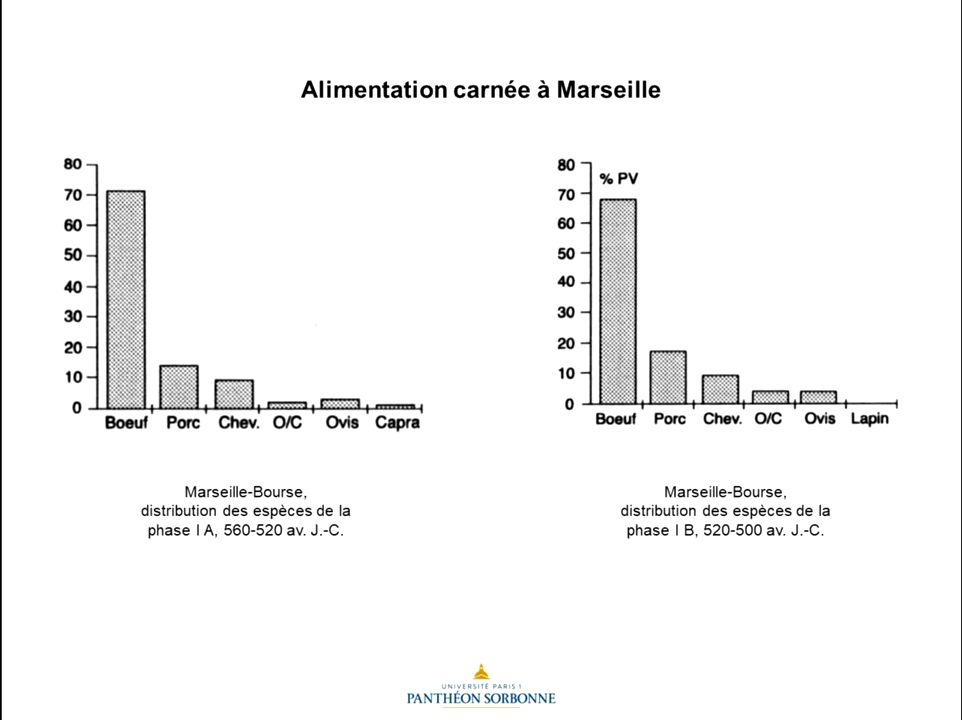 Alimentation carnée à Marseille
80
70
60
50
40
30
20
10
0
Boeuf Porc Chev. O/C Ovis Capra
80
% PV
70
60
50
40
30
20
10
0
Boeuf Porc Chev. O/C Ovis Lapin
Marseille-Bourse,
distribution des espèces de la
phase I A, 560-520 av. J.-C.
Marseille-Bourse,
distribution des espèces de la
phase I B, 520-500 av. J.-C.
UNIVERSITÉ PARIS 1
PANTHÉON SORBONNE